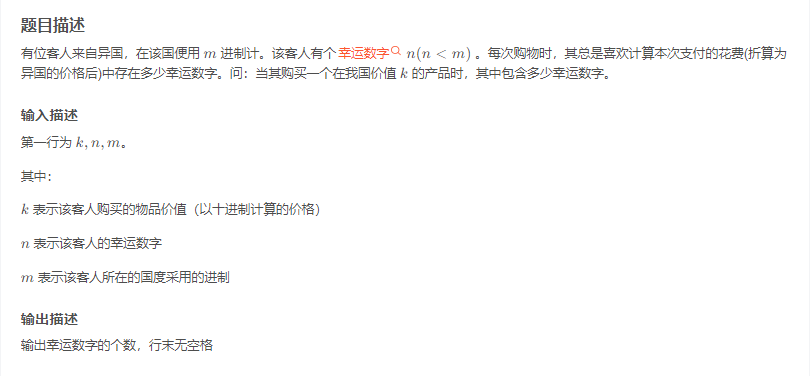 题目描述
有位客人来自异国，在该国使用 m 进制计。该客人有个幸运数字 n(n < m) 。每次购物时，其总是喜欢计算本次支付的花费(折算为
异国的价格后)中存在多少幸运数字。问：当其购买一个在我国价值 k 的产品时，其中包含多少幸运数字。
输入描述
第一行为 k, n, m。
其中：
k 表示该客人购买的物品价值（以十进制计算的价格）
n 表示该客人的幸运数字
m 表示该客人所在的国度采用的进制
输出描述
输出幸运数字的个数，行末无空格